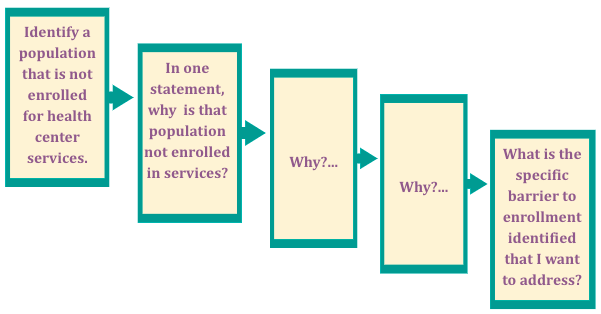 Identify a
population
that is not
enrolled
for health
center
services.
In one
statement,
why is that
population
not enrolled
in services?
Why?...
Why?...
What is the
specific
barrier to
enrollment
identified
that I want
to address?